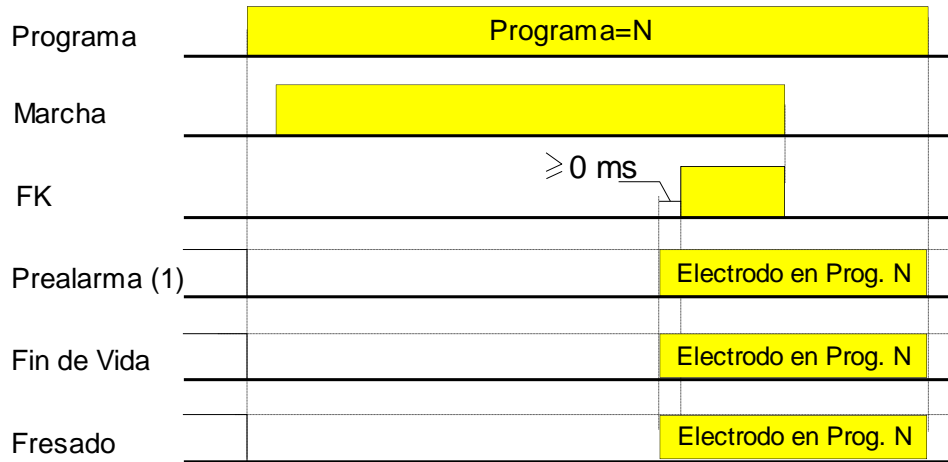 Programa
Programa=N
Marcha
≥0 ms
FK
Prealarma (1)
Electrodo en Prog. N
Fin de Vida
Electrodo en Prog. N
Fresado
Electrodo en Prog. N